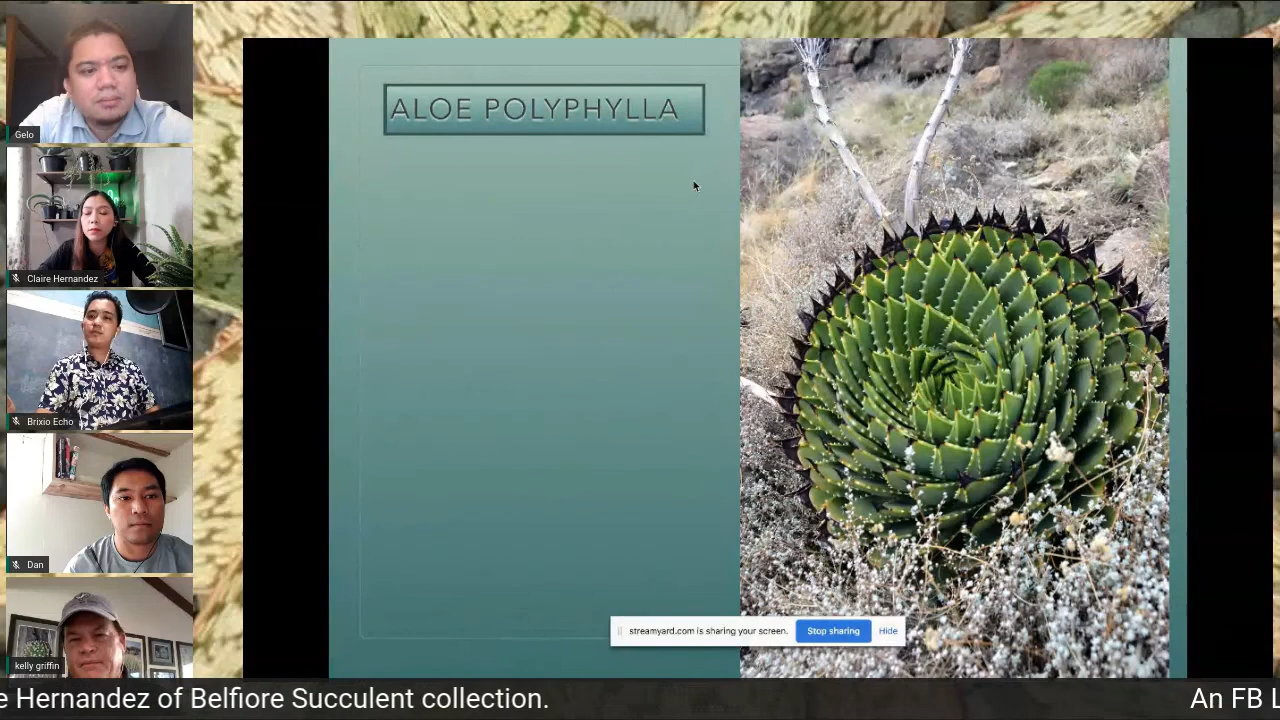 Gelo
Claire Hernandez
Brixio Echo
Dan
kelly griffin
ALOE POLYPHYLLA
streamyard.com is sharing your screen.
Stop sharing
Hide
e Hernandez of Belfiore Succulent collection.
An FB L